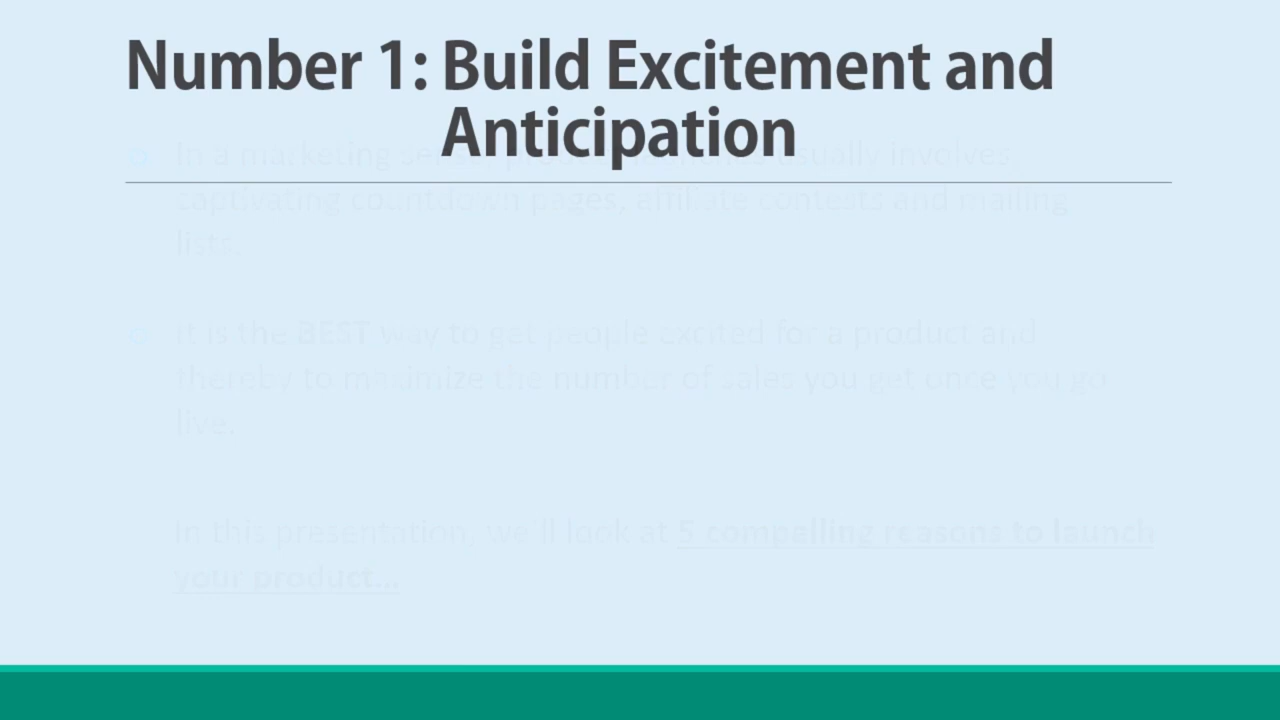 Number 1: Build Excitement and
Anticipation
In a marketing sense, product launches usually involves,
captivating countdown pages, affiliate contests and mailing
lists.
It is the BEST way to get people excited for a product and
thereby to maximize the number of sales you get once you go
live.
In this presentation, we'll look at 5 compelling reasons to launch
your product...